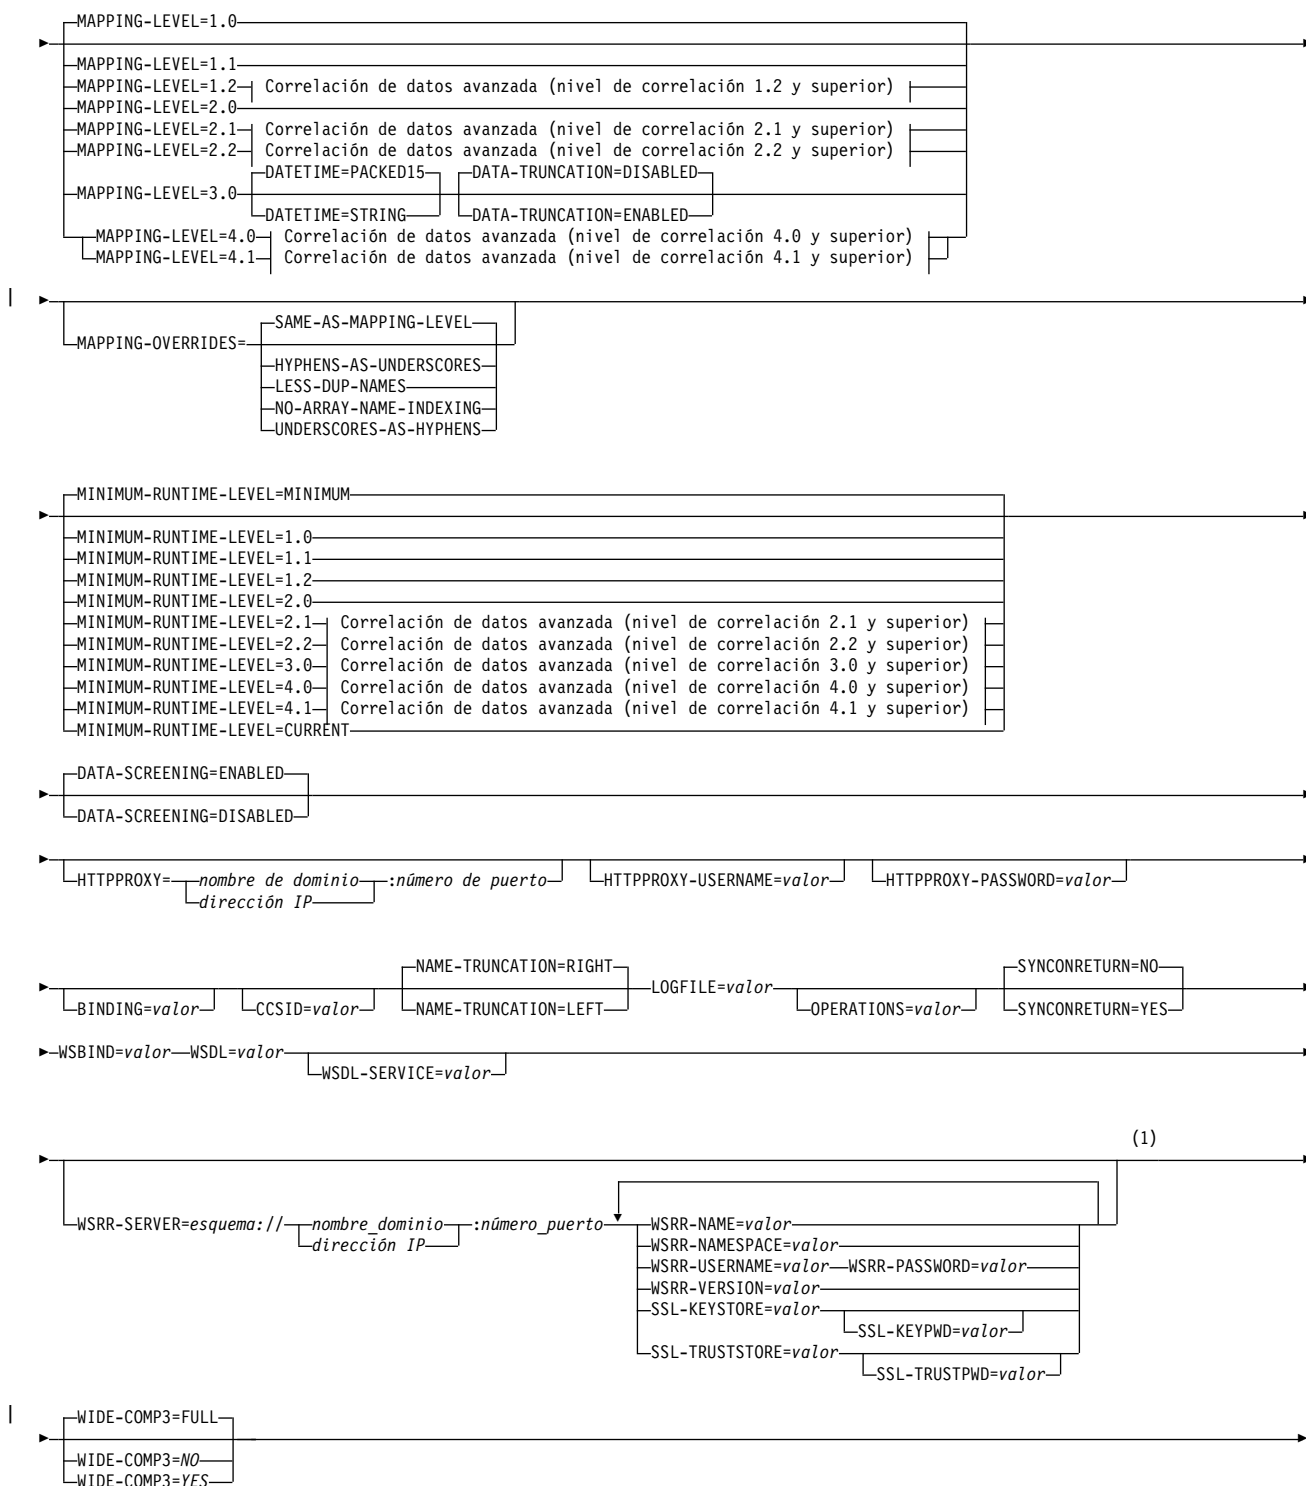 MAPPING-LEVEL=1.0
MAPPING-LEVEL=1.1
MAPPING-LEVEL=1.2 Correlación de datos avanzada (nivel de correlación 1.2 y superior)
MAPPING-LEVEL=2.0
MAPPING-LEVEL=2.1 Correlación de datos avanzada (nivel de correlación 2.1 y superior)
MAPPING-LEVEL=2.2 Correlación de datos avanzada (nivel de correlación 2.2 y superior)
DATETIME=PACKED15 DATA-TRUNCATION=DISABLED
MAPPING-LEVEL=3.0
DATETIME=STRING DATA-TRUNCATION=ENABLED
MAPPING-LEVEL=4.0 Correlación de datos avanzada (nivel de correlación 4.0 y superior)
MAPPING-LEVEL=4.1 Correlación de datos avanzada (nivel de correlación 4.1 y superior)
SAME-AS-MAPPING-LEVEL
MAPPING-OVERRIDES=
HYPHENS-AS-UNDERSCORES
LESS-DUP-NAMES
NO-ARRAY-NAME-INDEXING
UNDERSCORES-AS-HYPHENS
MINIMUM-RUNTIME-LEVEL=MINIMUM
MINIMUM-RUNTIME-LEVEL=1.0
MINIMUM-RUNTIME-LEVEL=1.1
MINIMUM-RUNTIME-LEVEL=1.2
MINIMUM-RUNTIME-LEVEL=2.0
MINIMUM-RUNTIME-LEVEL=2.1 Correlación de datos avanzada (nivel de correlación 2.1 y superior)
MINIMUM-RUNTIME-LEVEL=2.2 Correlación de datos avanzada (nivel de correlación 2.2 y superior)
MINIMUM-RUNTIME-LEVEL=3.0 Correlación de datos avanzada (nivel de correlación 3.0 y superior)
MINIMUM-RUNTIME-LEVEL=4.0 Correlación de datos avanzada (nivel de correlación 4.0 y superior)
MINIMUM-RUNTIME-LEVEL=4.1 Correlación de datos avanzada (nivel de correlación 4.1 y superior)
MINIMUM-RUNTIME-LEVEL=CURRENT
DATA-SCREENING=ENABLED
DATA-SCREENING=DISABLED
HTTPPROXY= nombre de dominio :número de puerto HTTPPROXY-USERNAME=valor HTTPPROXY-PASSWORD=valor
dirección IP
NAME-TRUNCATION=RIGHT LOGFILE=valor SYNCONRETURN=NO
BINDING=valor CCSID=valor NAME-TRUNCATION=LEFT OPERATIONS=valor SYNCONRETURN=YES
WSBIND=valor WSDL=valor
WSDL-SERVICE=valor
(1)
WSRR-SERVER=esquema:// nombre_dominio :número_puerto WSRR-NAME=valor
dirección IP WSRR-NAMESPACE=valor
WSRR-USERNAME=valor WSRR-PASSWORD=valor
WSRR-VERSION=valor
SSL-KEYSTORE=valor
SSL-KEYPWD=valor
SSL-TRUSTSTORE=valor
SSL-TRUSTPWD=valor
WIDE-COMP3=FULL
WIDE-COMP3=NO
WIDE-COMP3=YES